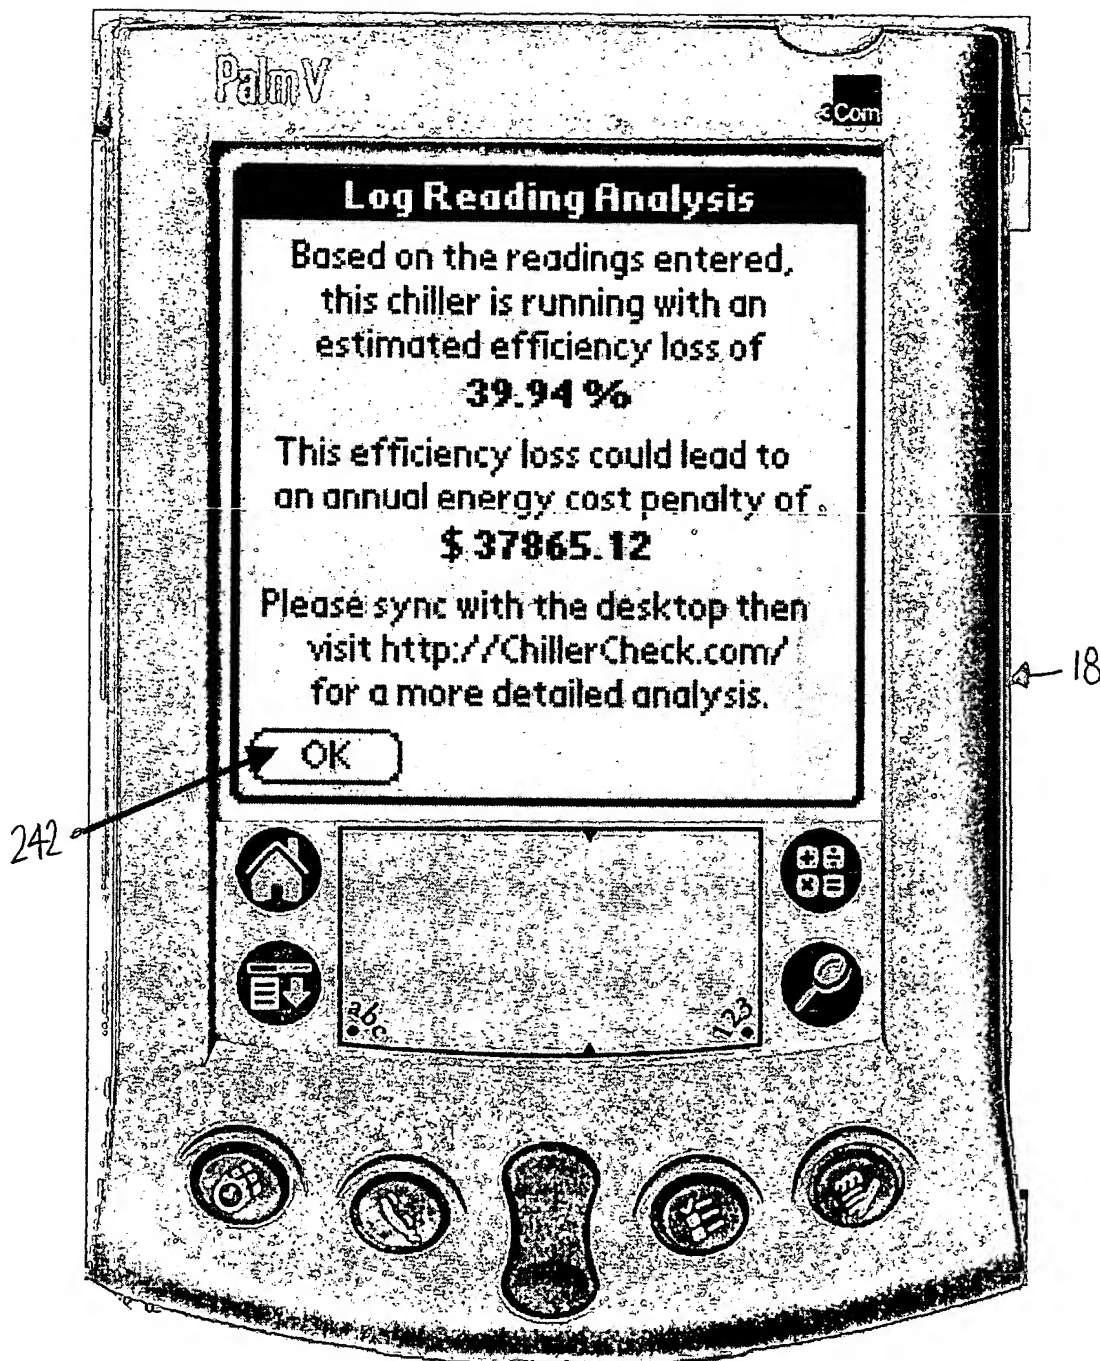 PalmV
3Com
Log Reading Analysis
Based on the readings entered,
this chiller is running with an
estimated efficiency loss of
39.94 %
This efficiency loss could lead to
an annual energy cost penalty of
$ 37865.12
Please sync with the desktop then
visit http://ChillerCheck.com/
for a more detailed analysis.
OK
18
242
abc
123